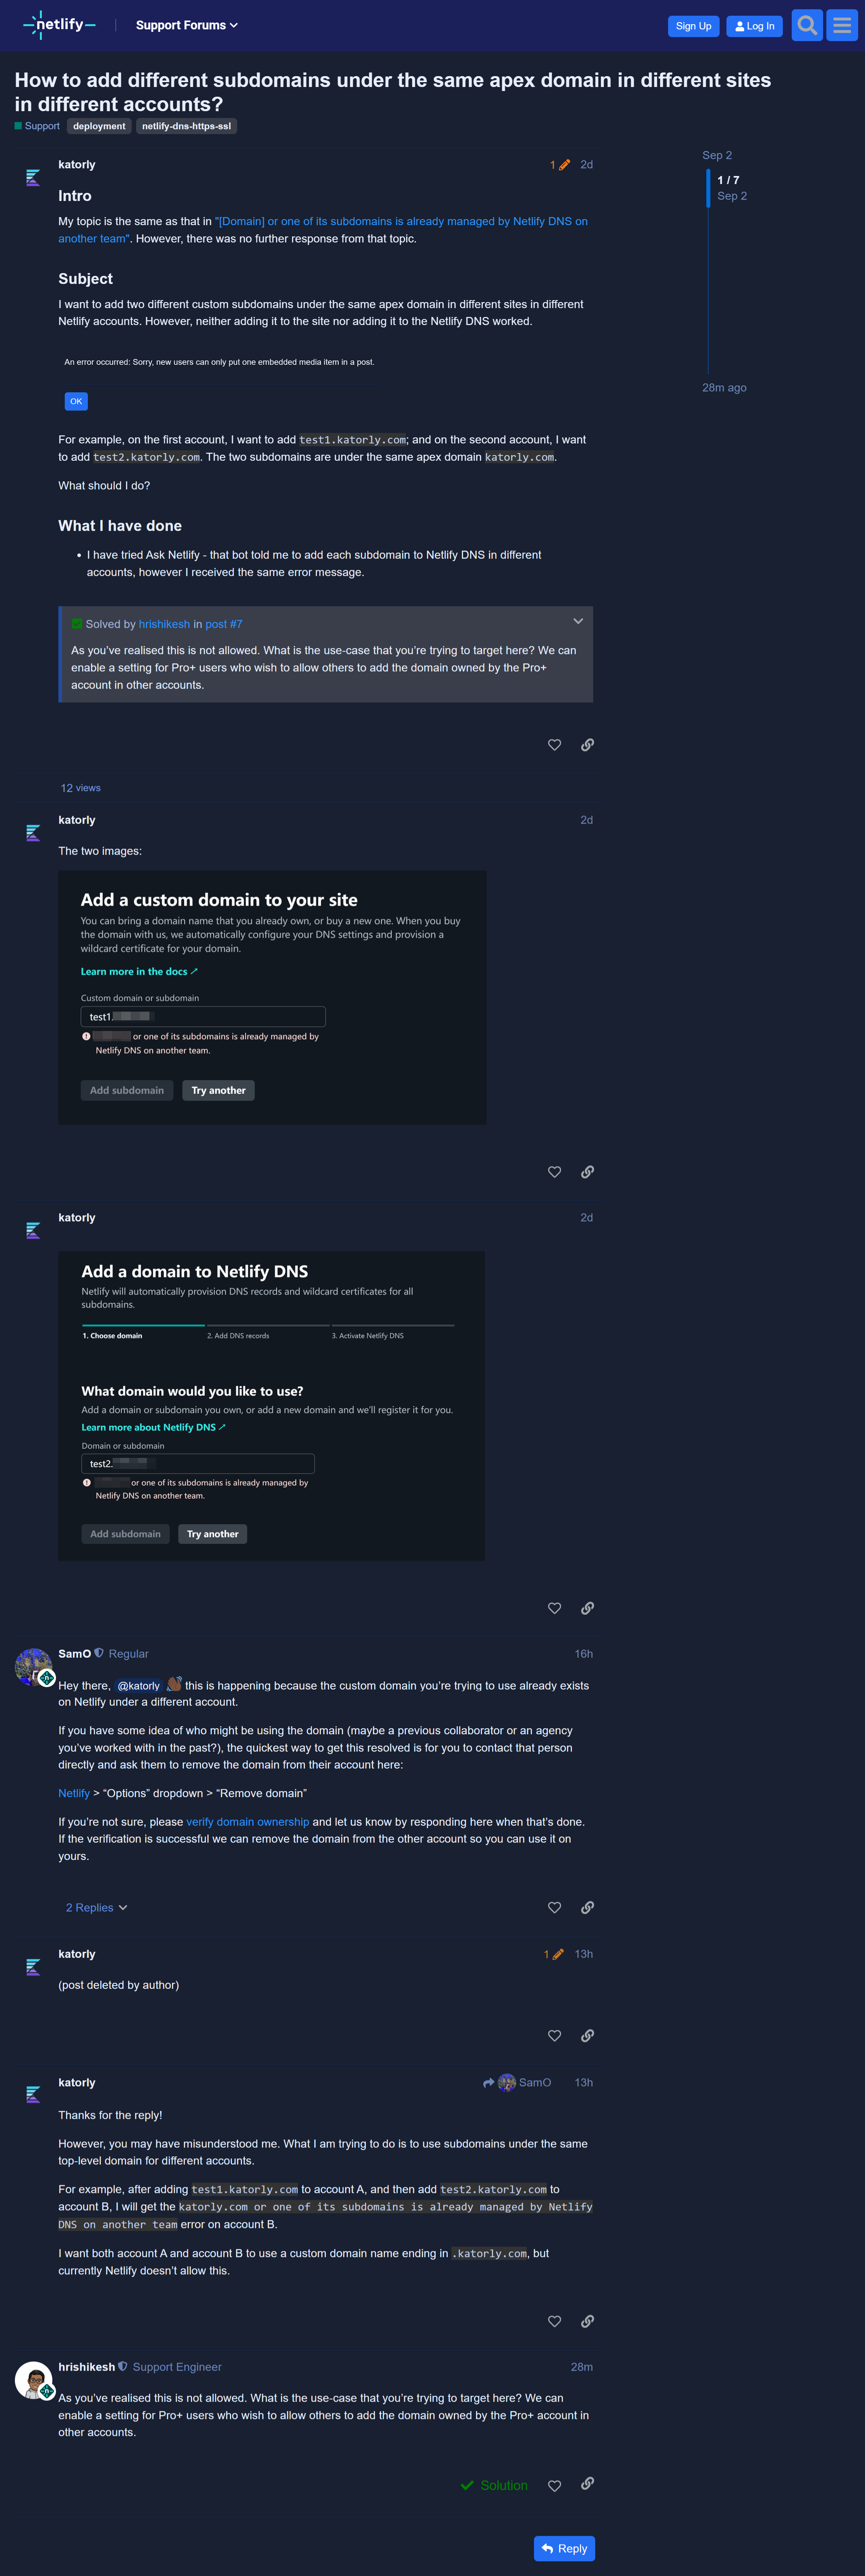 netlify
Support Forums
Sign Up
Log In
How to add different subdomains under the same apex domain in different sites
in different accounts?
Support
deployment
netlify-dns-https-ssl
katorly
1
2d
Sep 2
1 / 7
Sep 2
28m ago
Intro
My topic is the same as that in "[Domain] or one of its subdomains is already managed by Netlify DNS on
another team". However, there was no further response from that topic.
Subject
I want to add two different custom subdomains under the same apex domain in different sites in different
Netlify accounts. However, neither adding it to the site nor adding it to the Netlify DNS worked.
An error occurred: Sorry, new users can only put one embedded media item in a post.
OK
For example, on the first account, I want to add test1.katorly.com; and on the second account, I want
to add test2.katorly.com. The two subdomains are under the same apex domain katorly.com.
What should I do?
What I have done
• I have tried Ask Netlify - that bot told me to add each subdomain to Netlify DNS in different
accounts, however I received the same error message.
Solved by hrishikesh in post #7
As you've realised this is not allowed. What is the use-case that you're trying to target here? We can
enable a setting for Pro+ users who wish to allow others to add the domain owned by the Pro+
account in other accounts.
12 views
katorly
2d
The two images:
Add a custom domain to your site
You can bring a domain name that you already own, or buy a new one. When you buy
the domain with us, we automatically configure your DNS settings and provision a
wildcard certificate for your domain.
Learn more in the docs ↗
Custom domain or subdomain
test1.
or one of its subdomains is already managed by
Netlify DNS on another team.
Add subdomain
Try another
katorly
2d
Add a domain to Netlify DNS
Netlify will automatically provision DNS records and wildcard certificates for all
subdomains.
1. Choose domain
2. Add DNS records
3. Activate Netlify DNS
What domain would you like to use?
Add a domain or subdomain you own, or add a new domain and we'll register it for you.
Learn more about Netlify DNS ↗
Domain or subdomain
test2.
or one of its subdomains is already managed by
Netlify DNS on another team.
Add subdomain
Try another
SamO
Regular
16h
Hey there, @katorly 👋🏾 this is happening because the custom domain you're trying to use already exists
on Netlify under a different account.
If you have some idea of who might be using the domain (maybe a previous collaborator or an agency
you've worked with in the past?), the quickest way to get this resolved is for you to contact that person
directly and ask them to remove the domain from their account here:
Netlify > "Options" dropdown > "Remove domain"
If you're not sure, please verify domain ownership and let us know by responding here when that's done.
If the verification is successful we can remove the domain from the other account so you can use it on
yours.
2 Replies
katorly
1
13h
(post deleted by author)
katorly
SamO
13h
Thanks for the reply!
However, you may have misunderstood me. What I am trying to do is to use subdomains under the same
top-level domain for different accounts.
For example, after adding test1.katorly.com to account A, and then add test2.katorly.com to
account B, I will get the katorly.com or one of its subdomains is already managed by Netlify
DNS on another team error on account B.
I want both account A and account B to use a custom domain name ending in .katorly.com, but
currently Netlify doesn't allow this.
hrishikesh
Support Engineer
28m
As you've realised this is not allowed. What is the use-case that you're trying to target here? We can
enable a setting for Pro+ users who wish to allow others to add the domain owned by the Pro+ account in
other accounts.
Solution
Reply